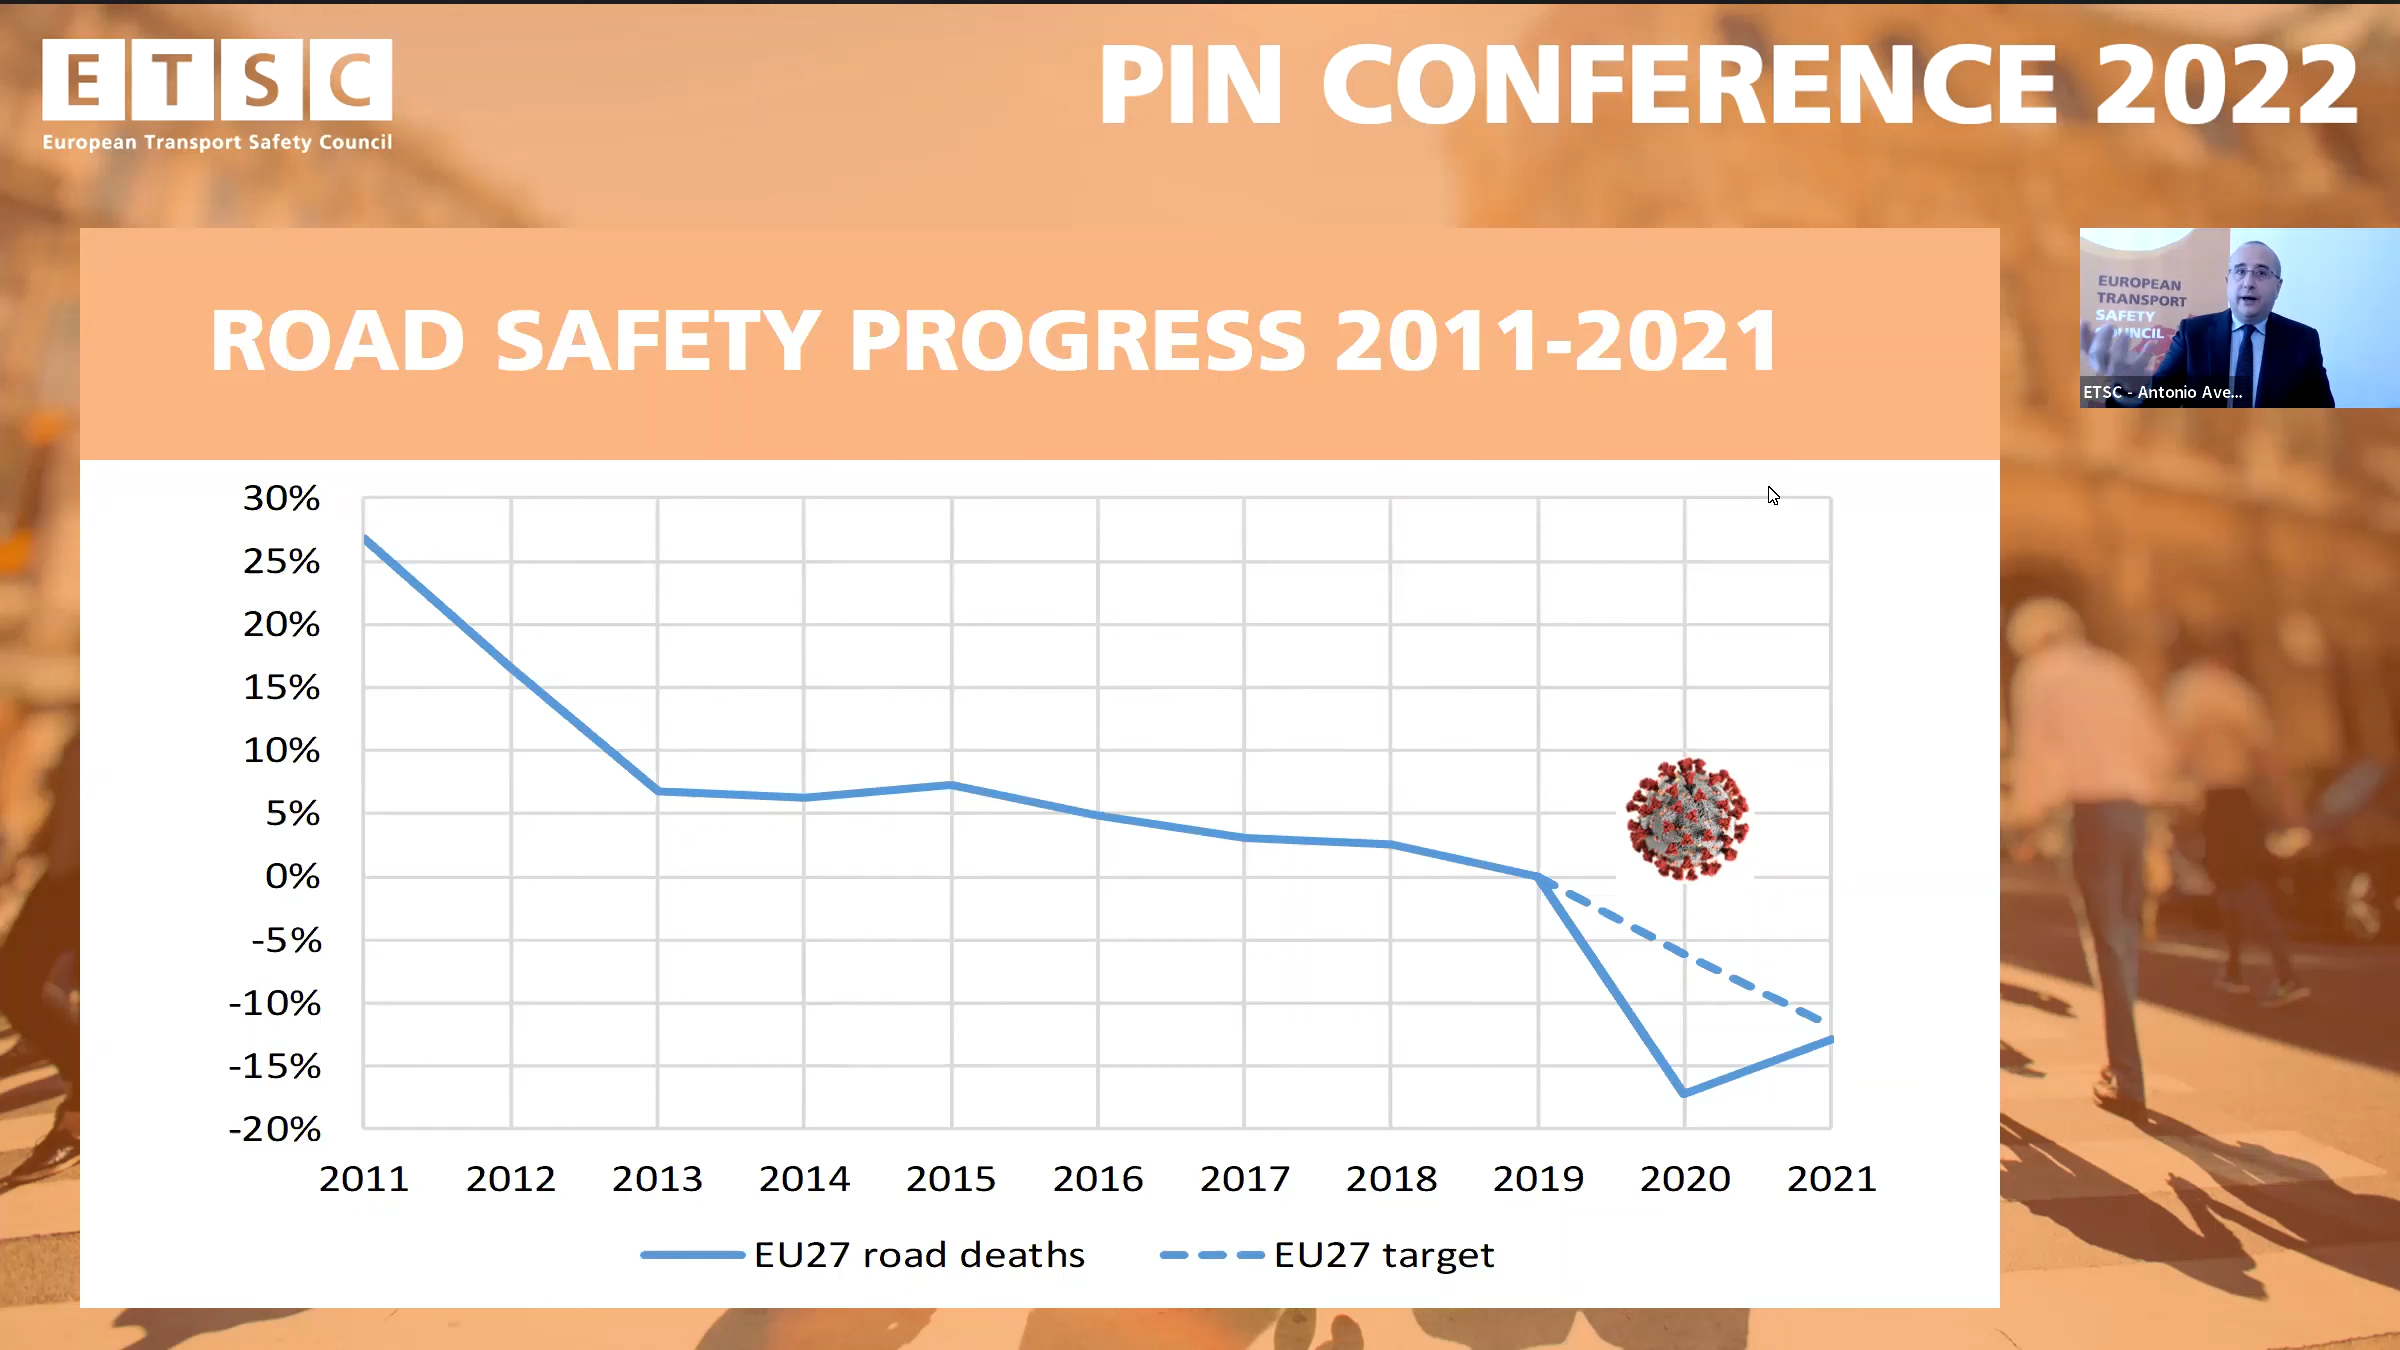 ETSC
European Transport Safety Council
PIN CONFERENCE 2022
ROAD SAFETY PROGRESS 2011-2021
EUROPEAN
TRANSPORT
SAFETY
COUNCIL
ETSC - Antonio Ave...
30%
25%
20%
15%
10%
5%
0%
-5%
-10%
-15%
-20%
2011 2012 2013 2014 2015 2016 2017 2018 2019 2020 2021
EU27 road deaths EU27 target